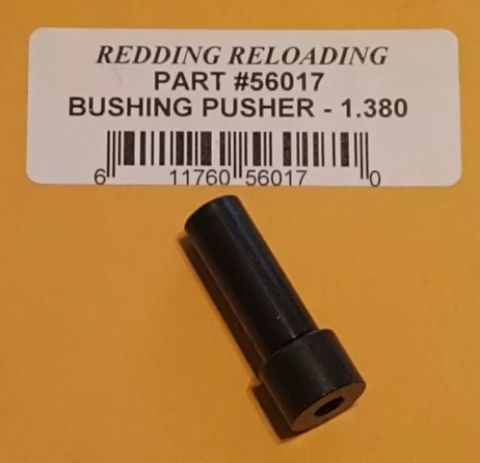 REDDING RELOADING
PART #56017
BUSHING PUSHER - 1.380
6 11760 56017 0